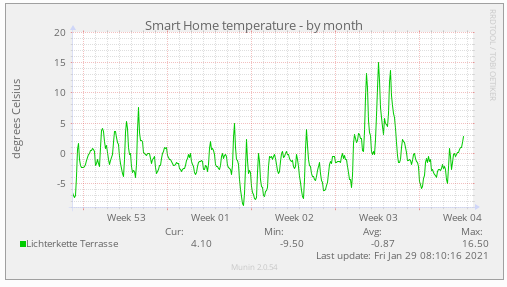 Smart Home temperature - by month
RRDTOOL / TOBI OETIKER
degrees Celsius
20
15
10
5
0
-5
Week 53 Week 01 Week 02 Week 03 Week 04
Cur: Min: Avg: Max:
Lichterkette Terrasse 4.10 -9.50 -0.87 16.50
Last update: Fri Jan 29 08:10:16 2021
Munin 2.0.54